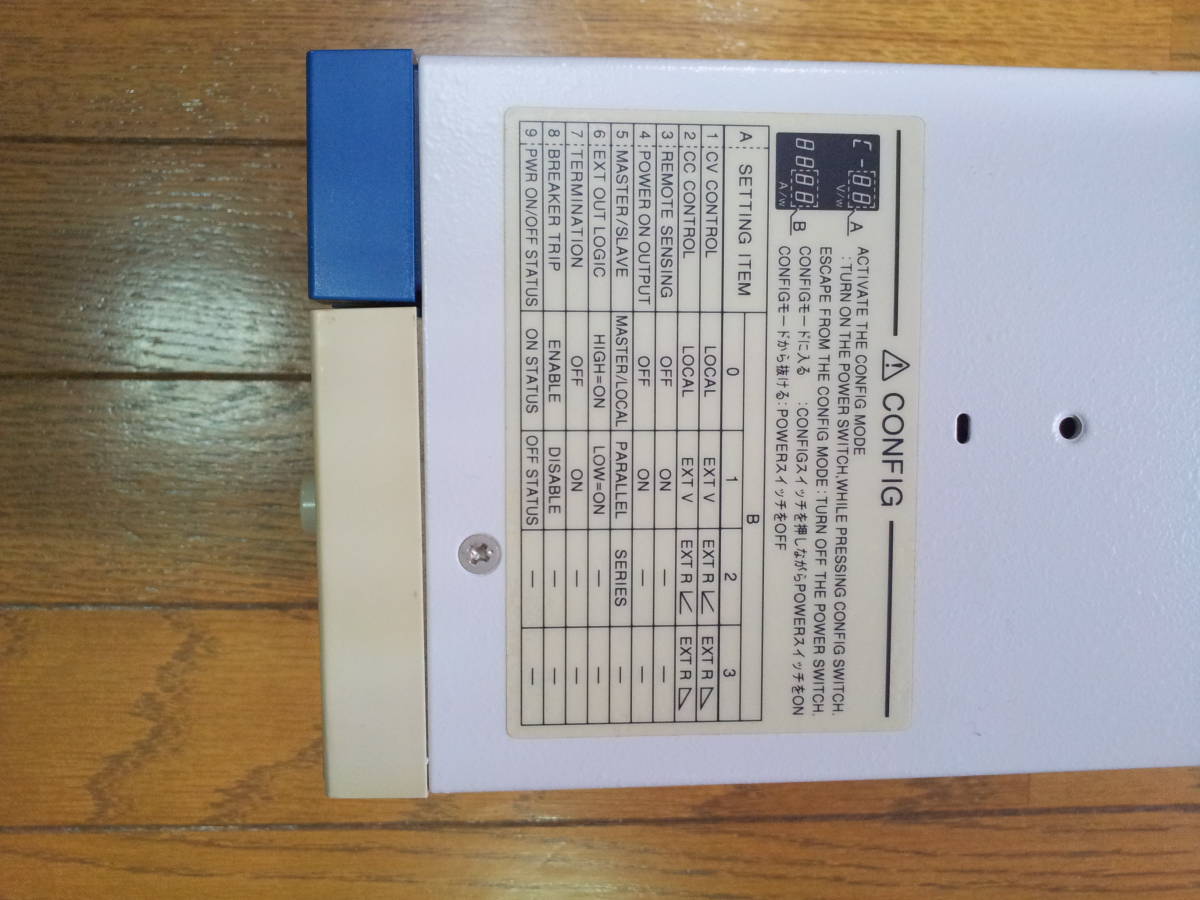 ⚠ CONFIG
C-88 V/w A
8888 A/w B
ACTIVATE THE CONFIG MODE
:TURN ON THE POWER SWITCH,WHILE PRESSING CONFIG SWITCH.
ESCAPE FROM THE CONFIG MODE:TURN OFF THE POWER SWITCH.
CONFIGモードに入る :CONFIGスイッチを押しながらPOWERスイッチをON
CONFIGモードから抜ける:POWERスイッチをOFF
A: SETTING ITEM B
0 1 2 3
1: CV CONTROL LOCAL EXT V EXT R EXT R
2: CC CONTROL LOCAL EXT V EXT R EXT R
3: REMOTE SENSING OFF ON — —
4: POWER ON OUTPUT OFF ON — —
5: MASTER/SLAVE MASTER/LOCAL PARALLEL SERIES —
6: EXT OUT LOGIC HIGH=ON LOW=ON — —
7: TERMINATION OFF ON — —
8: BREAKER TRIP ENABLE DISABLE — —
9: PWR ON/OFF STATUS ON STATUS OFF STATUS — —